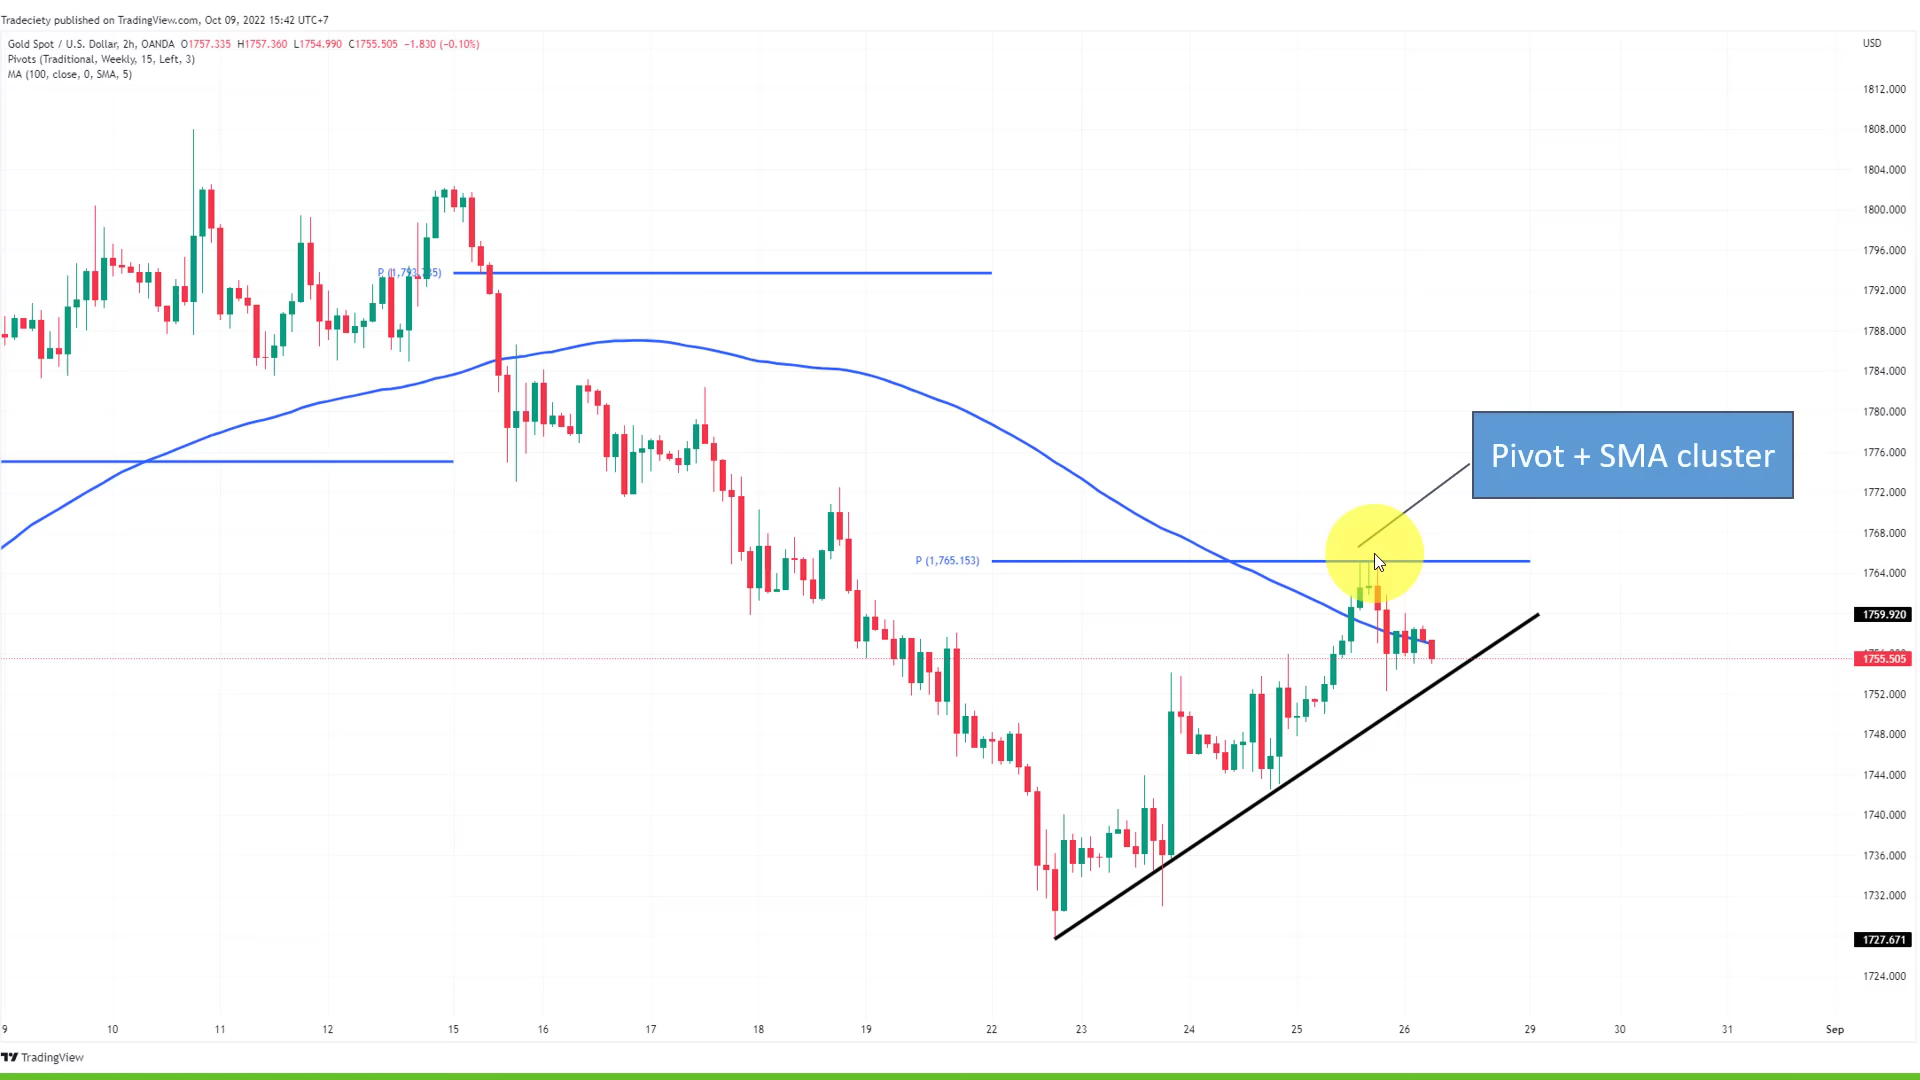 Tradeciety published on TradingView.com, Oct 09, 2022 15:42 UTC+7
Gold Spot / U.S. Dollar, 2h, OANDA O1757.335 H1757.360 L1754.990 C1755.505 −1.830 (−0.10%)
Pivots (Traditional, Weekly, 15, Left, 3)
MA (100, close, 0, SMA, 5)
USD
1812.000
1808.000
1804.000
1800.000
1796.000
P (1,793.735)
1792.000
1788.000
1784.000
1780.000
Pivot + SMA cluster
1776.000
1772.000
1768.000
P (1,765.153)
1764.000
1759.920
1755.505
1752.000
1748.000
1744.000
1740.000
1736.000
1732.000
1727.671
1724.000
9 10 11 12 15 16 17 18 19 22 23 24 25 26 29 30 31 Sep
TradingView